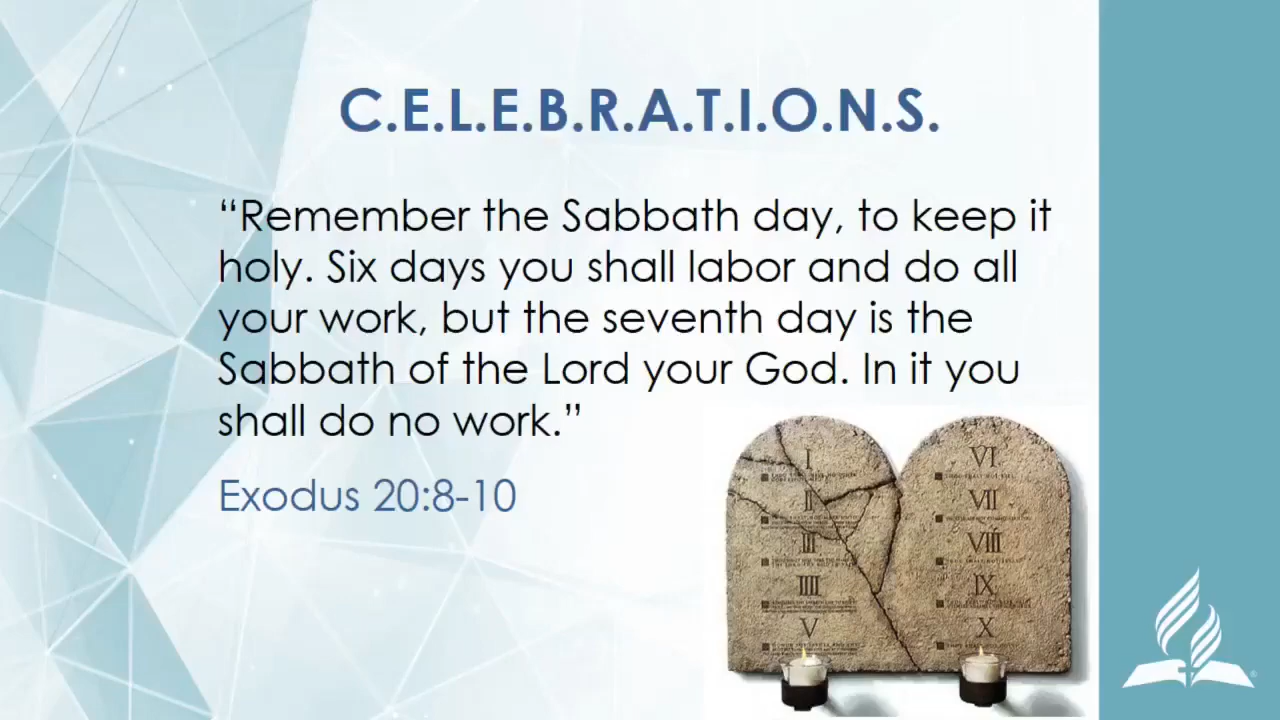 C.E.L.E.B.R.A.T.I.O.N.S.
“Remember the Sabbath day, to keep it
holy. Six days you shall labor and do all
your work, but the seventh day is the
Sabbath of the Lord your God. In it you
shall do no work.”
Exodus 20:8-10
I
II
III
IIII
V
VI
VII
VIII
IX
X